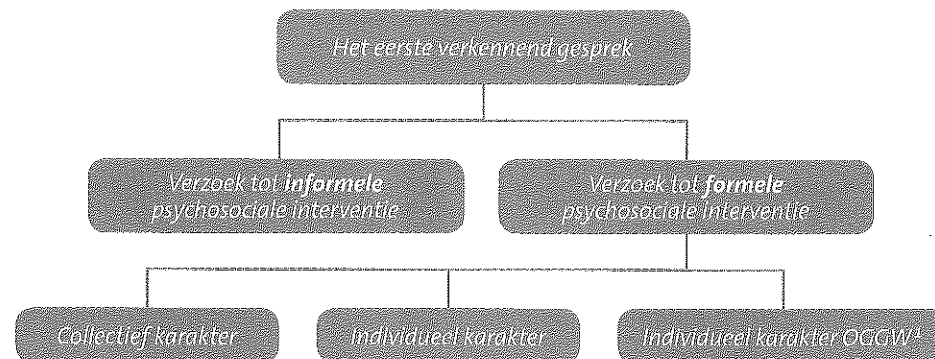 Het eerste verkennend gesprek
Verzoek tot informele
psychosociale interventie
Verzoek tot formele
psychosociale interventie
Collectief karakter
Individueel karakter
Individueel karakter OGGW¹